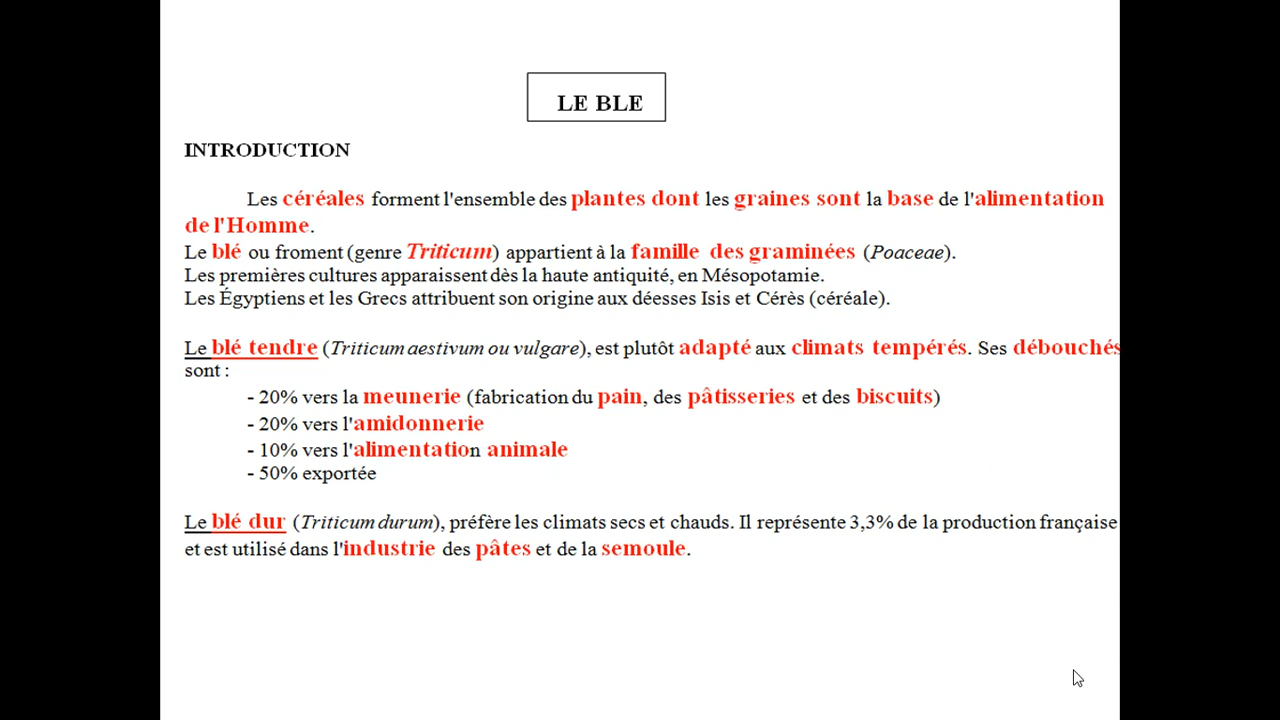 LE BLE
INTRODUCTION
Les céréales forment l'ensemble des plantes dont les graines sont la base de l'alimentation
de l'Homme.
Le blé ou froment (genre Triticum) appartient à la famille des graminées (Poaceae).
Les premières cultures apparaissent dès la haute antiquité, en Mésopotamie.
Les Égyptiens et les Grecs attribuent son origine aux déesses Isis et Cérès (céréale).
Le blé tendre (Triticum aestivum ou vulgare), est plutôt adapté aux climats tempérés. Ses débouchés
sont :
- 20% vers la meunerie (fabrication du pain, des pâtisseries et des biscuits)
- 20% vers l'amidonnerie
- 10% vers l'alimentation animale
- 50% exportée
Le blé dur (Triticum durum), préfère les climats secs et chauds. Il représente 3,3% de la production française
et est utilisé dans l'industrie des pâtes et de la semoule.